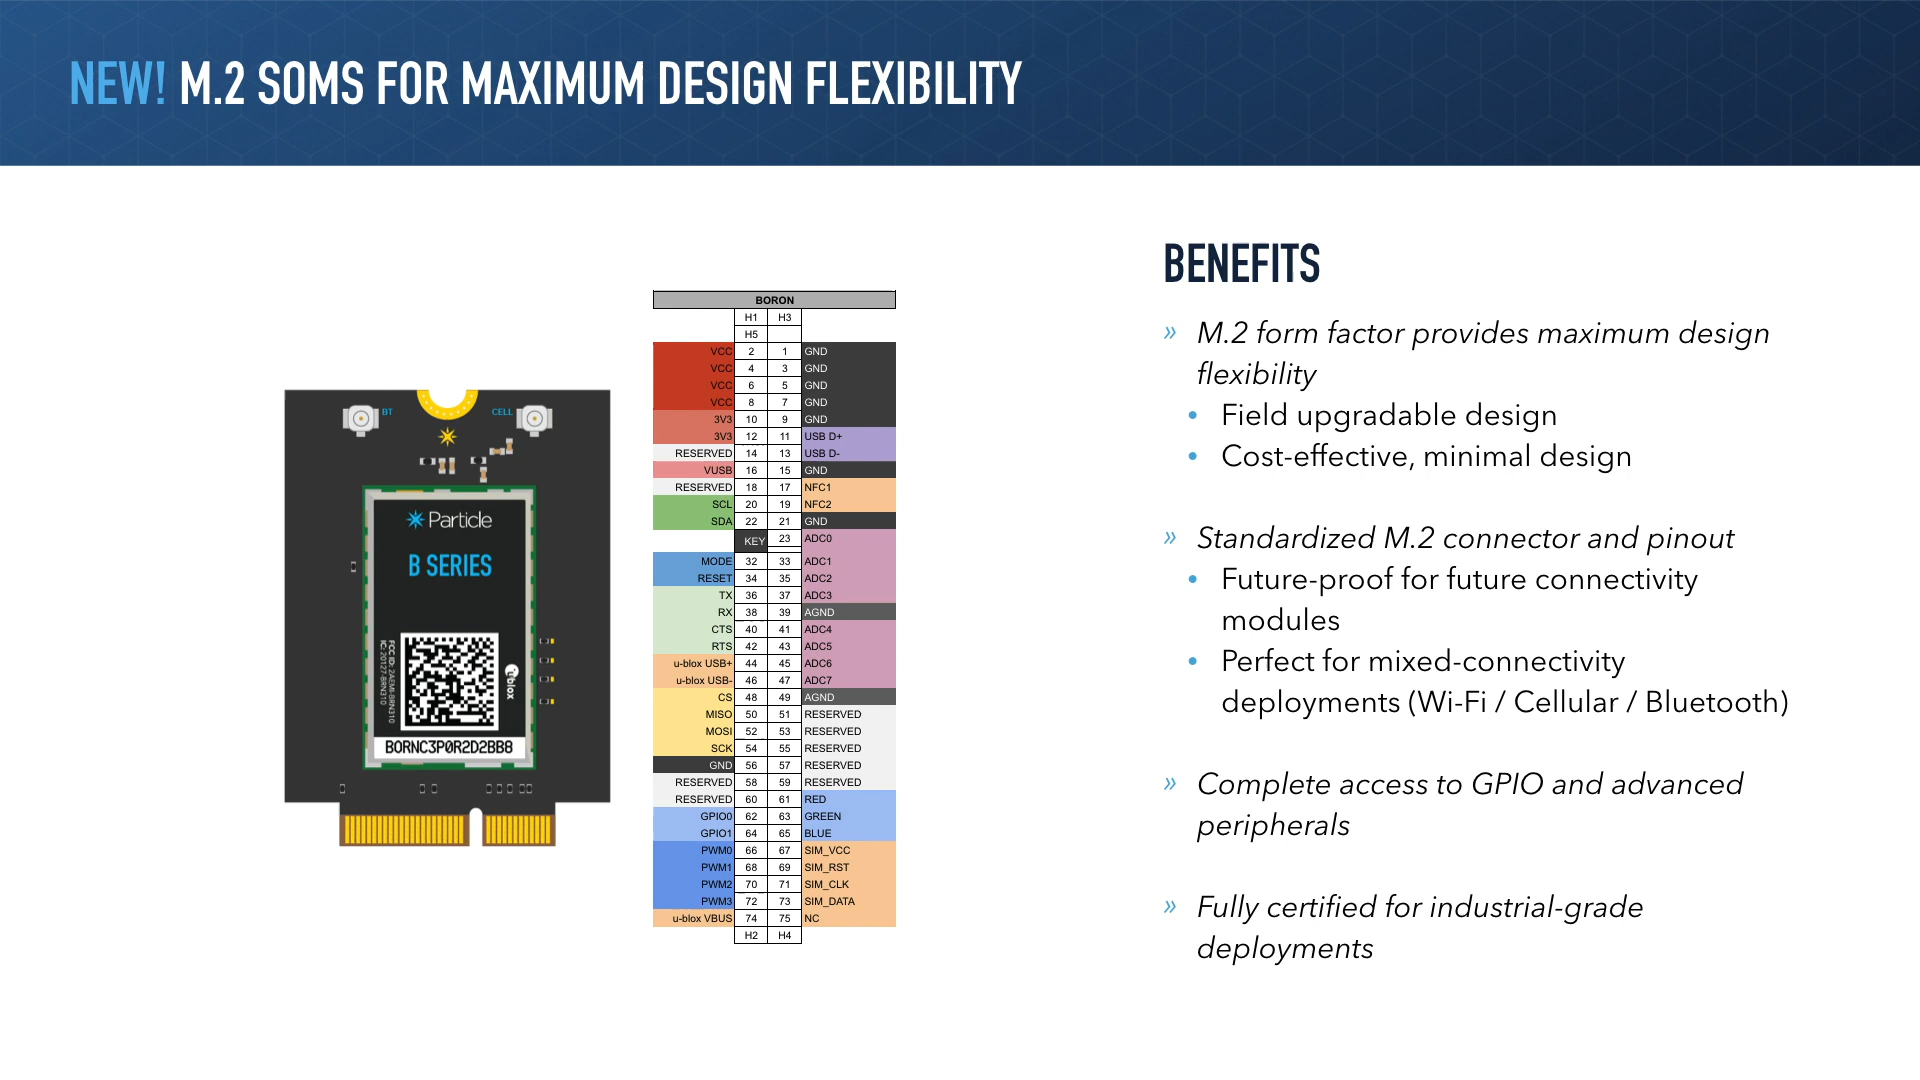 NEW! M.2 SOMS FOR MAXIMUM DESIGN FLEXIBILITY
BT
CELL
Particle
B SERIES
FCC ID: 2AEMI-BRN310
IC: 20127-BRN310
ublox
BORNC3P0R2D2BB8
BORON
H1 H3
H5
VCC 2 1 GND
VCC 4 3 GND
VCC 6 5 GND
VCC 8 7 GND
3V3 10 9 GND
3V3 12 11 USB D+
RESERVED 14 13 USB D-
VUSB 16 15 GND
RESERVED 18 17 NFC1
SCL 20 19 NFC2
SDA 22 21 GND
KEY 23 ADC0
MODE 32 33 ADC1
RESET 34 35 ADC2
TX 36 37 ADC3
RX 38 39 AGND
CTS 40 41 ADC4
RTS 42 43 ADC5
u-blox USB+ 44 45 ADC6
u-blox USB- 46 47 ADC7
CS 48 49 AGND
MISO 50 51 RESERVED
MOSI 52 53 RESERVED
SCK 54 55 RESERVED
GND 56 57 RESERVED
RESERVED 58 59 RESERVED
RESERVED 60 61 RED
GPIO0 62 63 GREEN
GPIO1 64 65 BLUE
PWM0 66 67 SIM_VCC
PWM1 68 69 SIM_RST
PWM2 70 71 SIM_CLK
PWM3 72 73 SIM_DATA
u-blox VBUS 74 75 NC
H2 H4
BENEFITS
» M.2 form factor provides maximum design
flexibility
• Field upgradable design
• Cost-effective, minimal design
» Standardized M.2 connector and pinout
• Future-proof for future connectivity
modules
• Perfect for mixed-connectivity
deployments (Wi-Fi / Cellular / Bluetooth)
» Complete access to GPIO and advanced
peripherals
» Fully certified for industrial-grade
deployments